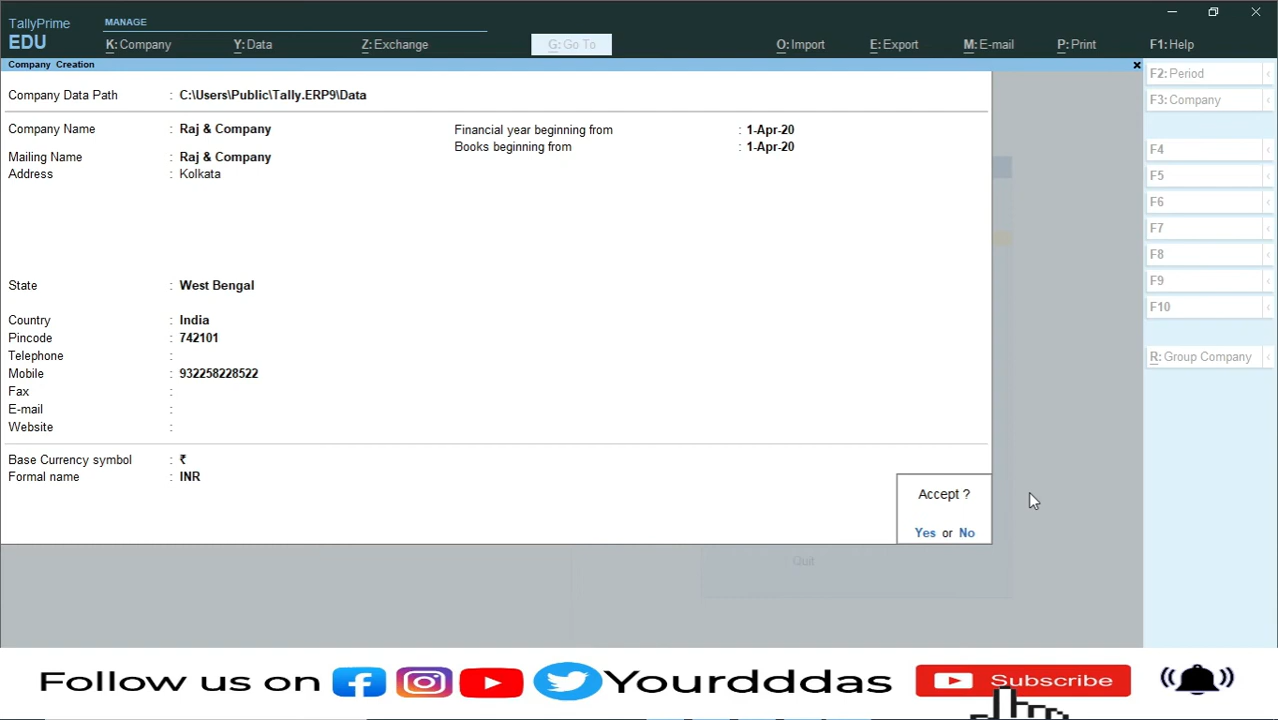 TallyPrime
EDU
MANAGE
K: Company
Y: Data
Z: Exchange
G: Go To
O: Import
E: Export
M: E-mail
P: Print
F1: Help
Company Creation
Company Data Path : C:\Users\Public\Tally.ERP9\Data
Company Name : Raj & Company
Financial year beginning from : 1-Apr-20
Books beginning from : 1-Apr-20
Mailing Name : Raj & Company
Address : Kolkata
State : West Bengal
Country : India
Pincode : 742101
Telephone :
Mobile : 932258228522
Fax :
E-mail :
Website :
Base Currency symbol : ₹
Formal name : INR
Accept ?
Yes or No
Quit
F2: Period
F3: Company
F4
F5
F6
F7
F8
F9
F10
R: Group Company
Follow us on Yourdddas
Subscribe